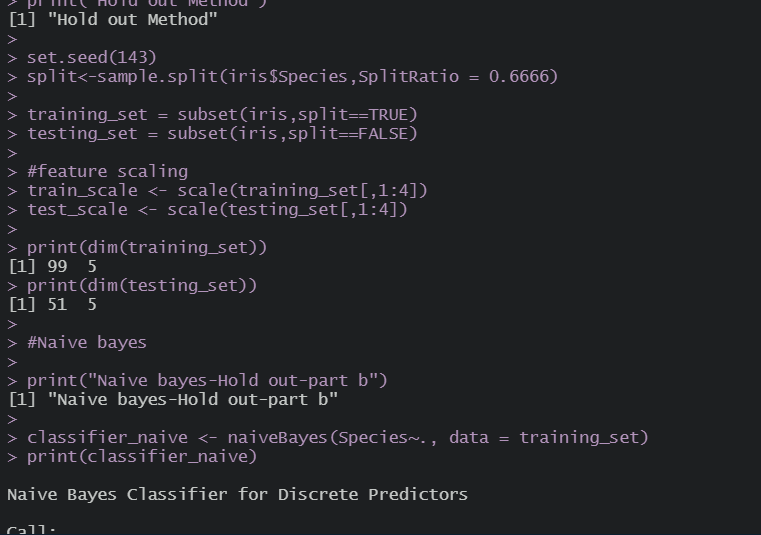 > print("Hold out Method")
[1] "Hold out Method"
>
> set.seed(143)
> split<-sample.split(iris$Species,SplitRatio = 0.6666)
>
> training_set = subset(iris,split==TRUE)
> testing_set = subset(iris,split==FALSE)
>
> #feature scaling
> train_scale <- scale(training_set[,1:4])
> test_scale <- scale(testing_set[,1:4])
>
> print(dim(training_set))
[1] 99  5
> print(dim(testing_set))
[1] 51  5
>
> #Naive bayes
>
> print("Naive bayes-Hold out-part b")
[1] "Naive bayes-Hold out-part b"
>
> classifier_naive <- naiveBayes(Species~., data = training_set)
> print(classifier_naive)

Naive Bayes Classifier for Discrete Predictors

Call: